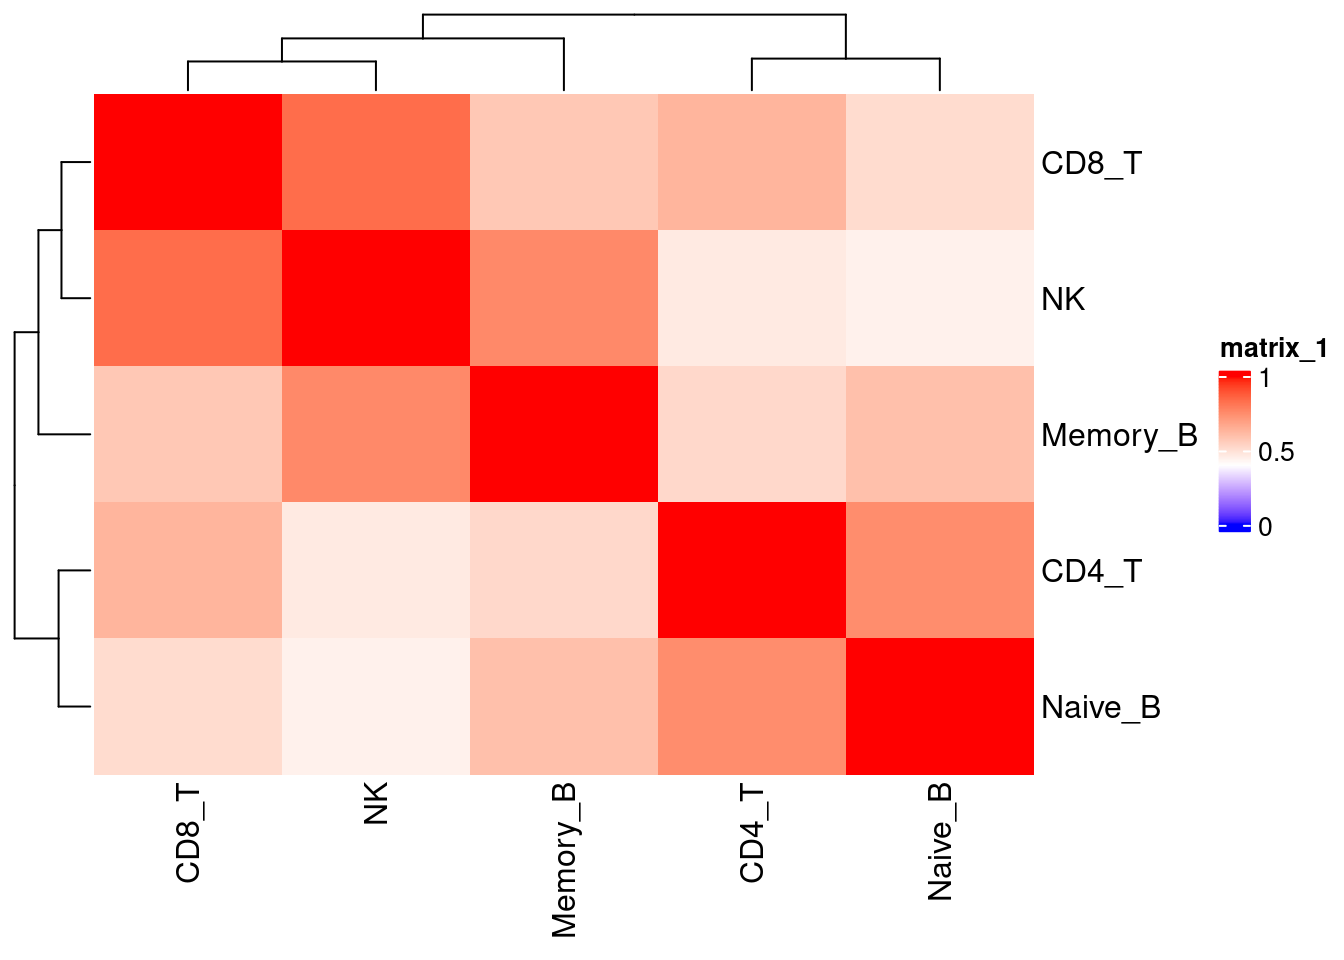 CD8_T
NK
Memory_B
CD4_T
Naive_B
matrix_1
1
0.5
0
CD8_T
NK
Memory_B
CD4_T
Naive_B